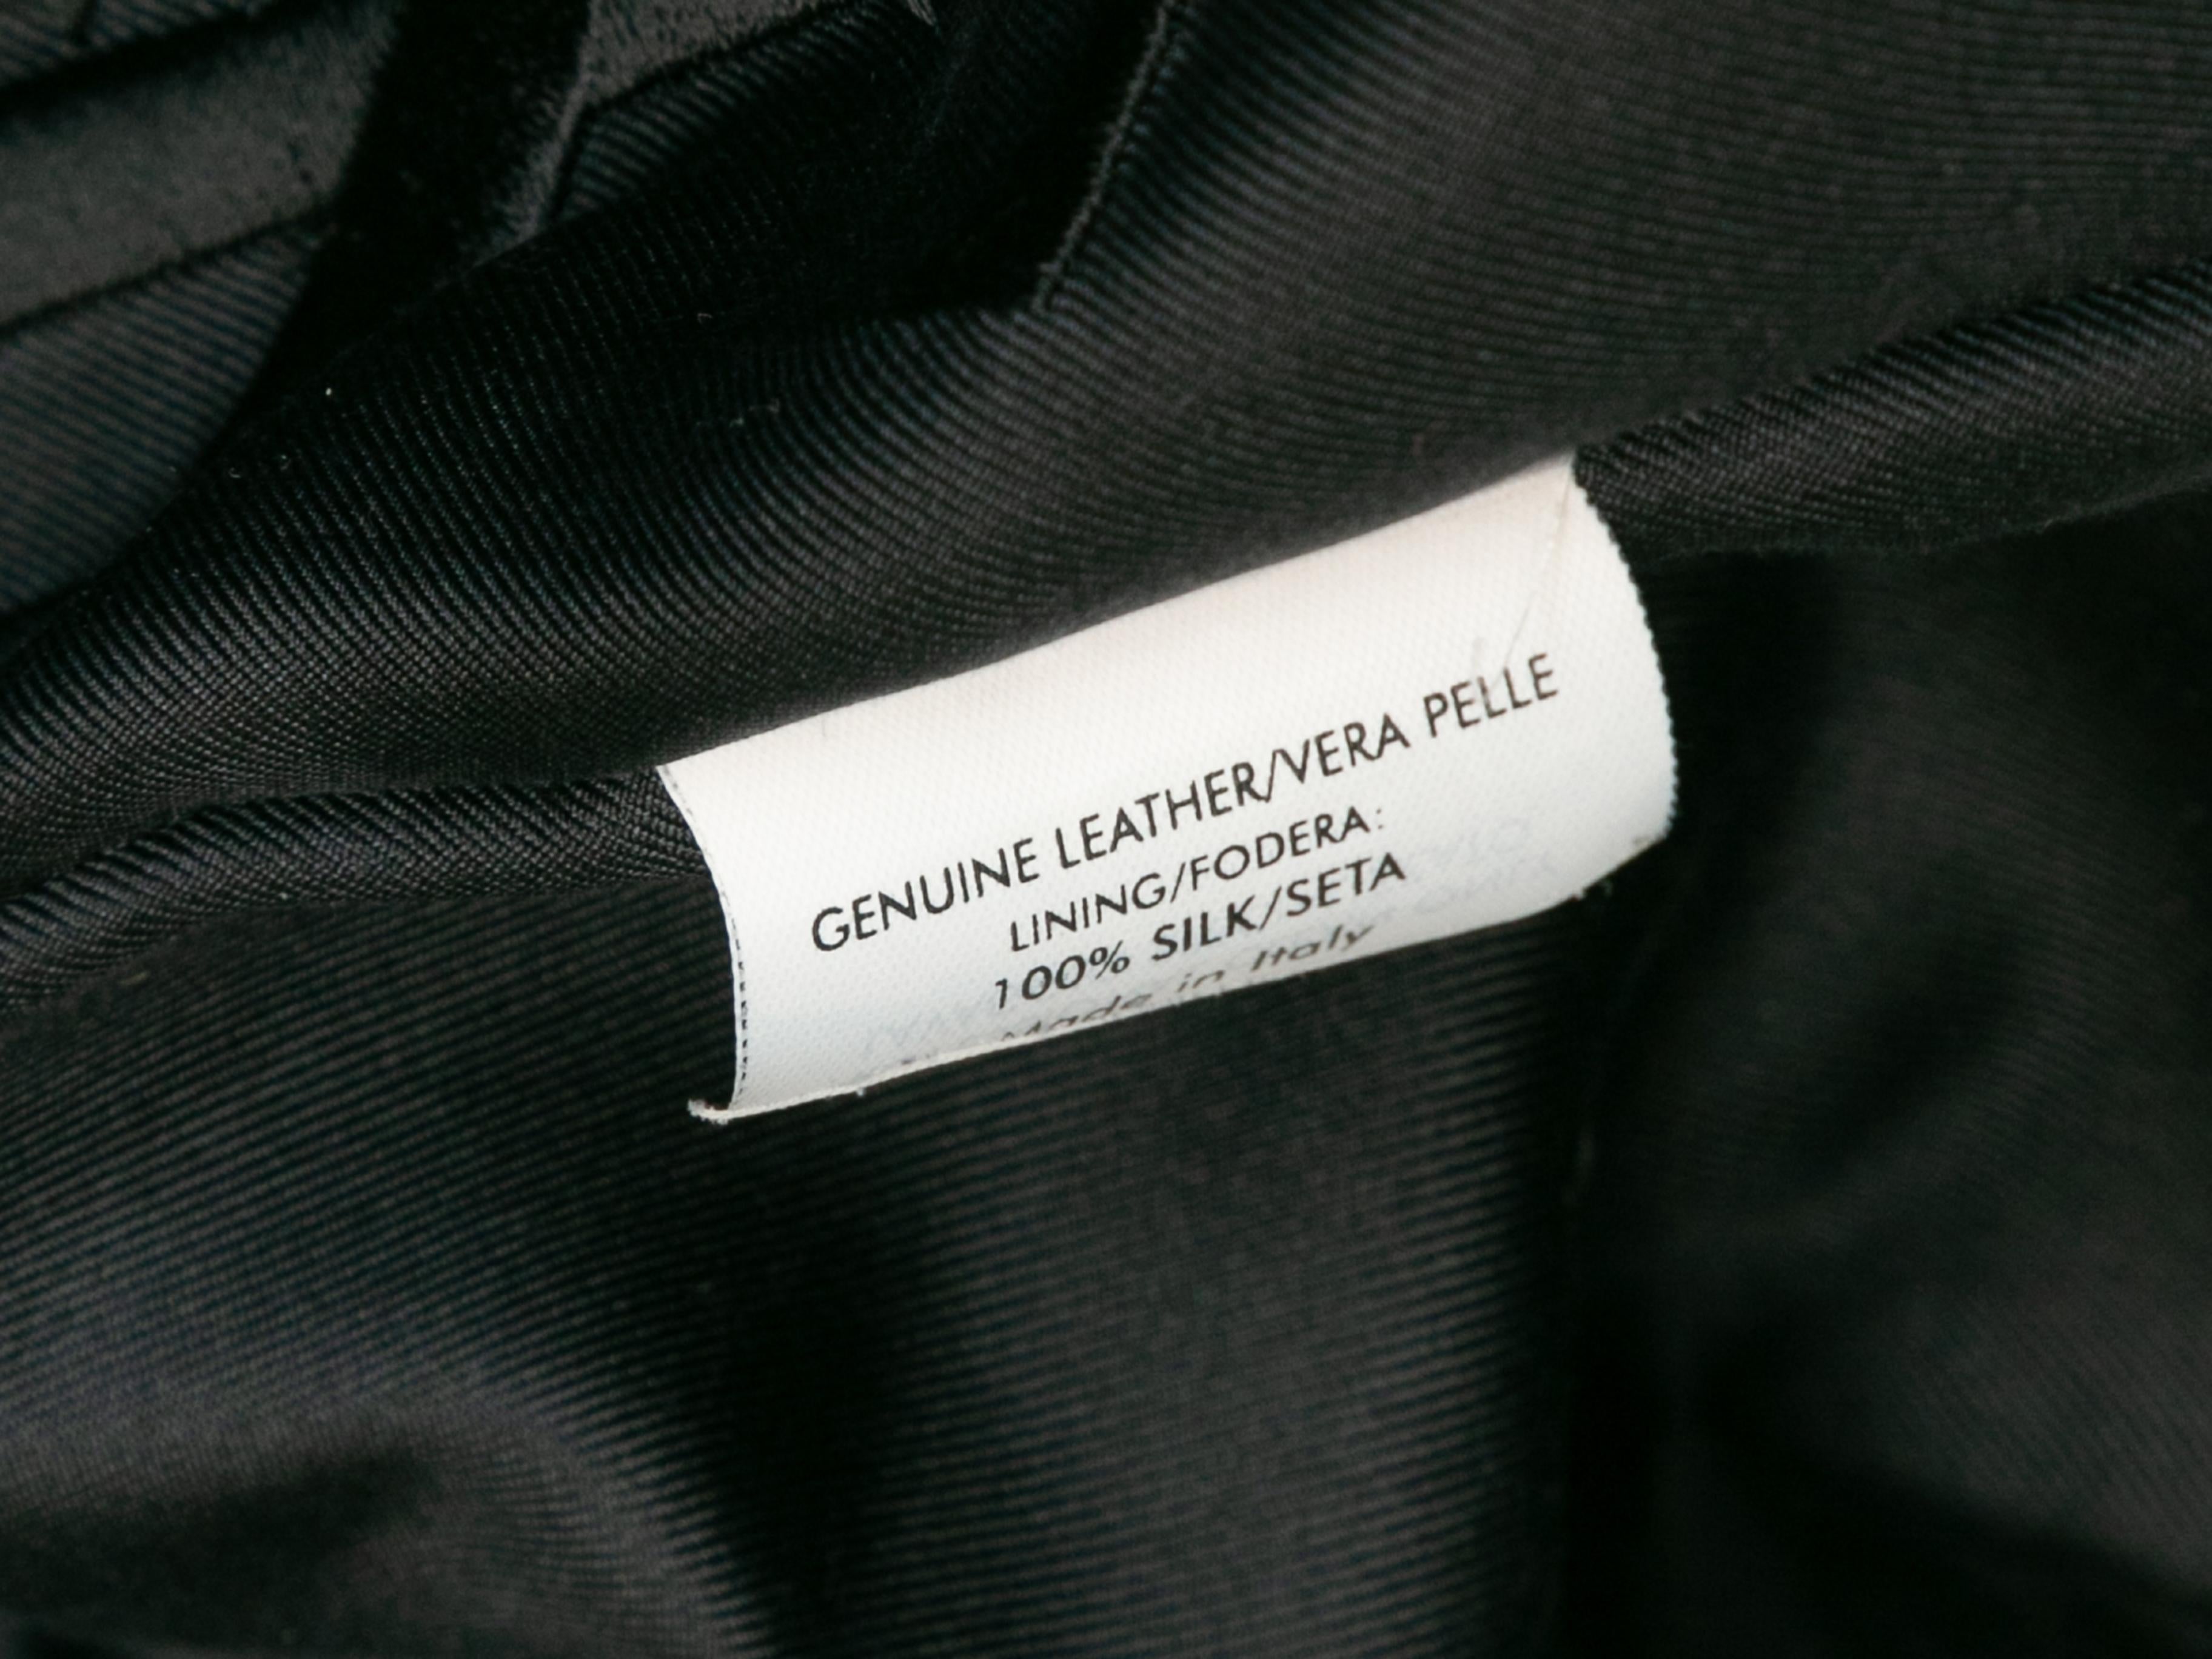 GENUINE LEATHER/VERA PELLE
LINING/FODERA:
100% SILK/SETA
Made in Italy